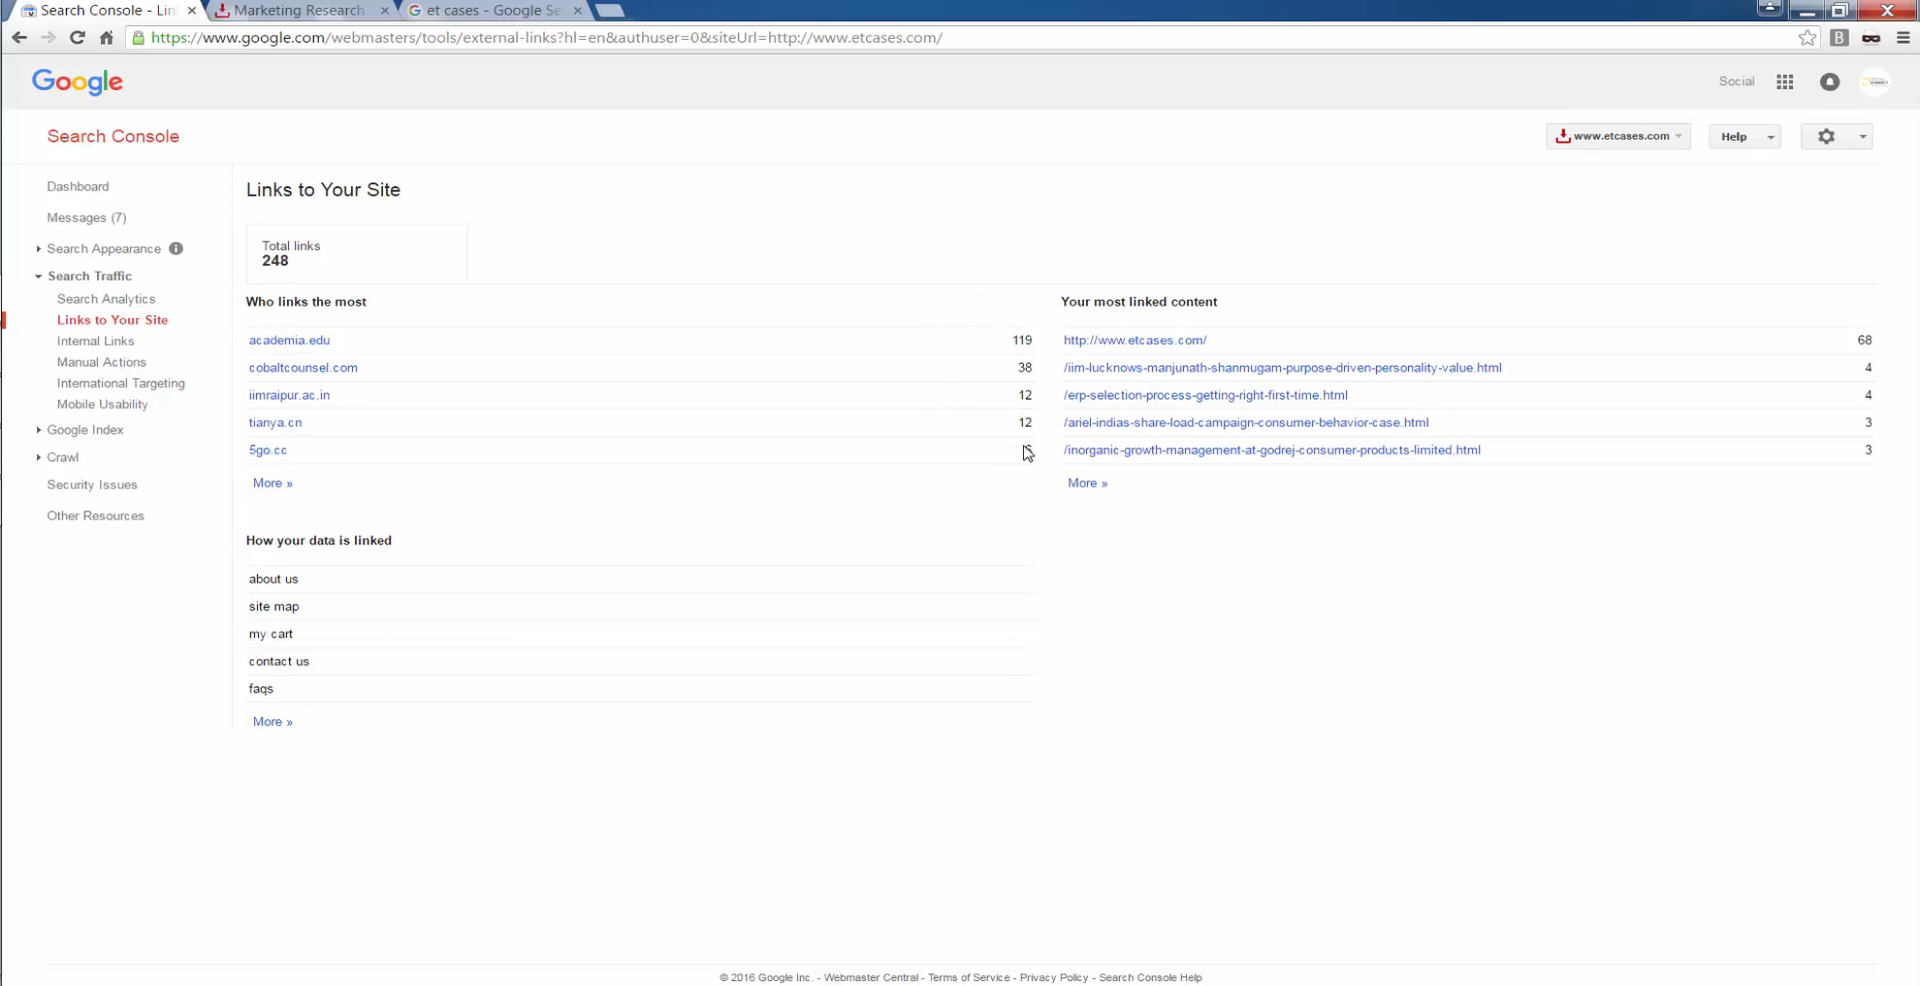 Search Console - Lin
Marketing Research
et cases - Google Se
https://www.google.com/webmasters/tools/external-links?hl=en&authuser=0&siteUrl=http://www.etcases.com/
B
Google
Social
Search Console
www.etcases.com
Help
Dashboard
Messages (7)
Search Appearance
Search Traffic
Search Analytics
Links to Your Site
Internal Links
Manual Actions
International Targeting
Mobile Usability
Google Index
Crawl
Security Issues
Other Resources
Links to Your Site
Total links
248
Who links the most
academia.edu 119
cobaltcounsel.com 38
iimraipur.ac.in 12
tianya.cn 12
5go.cc
More »
Your most linked content
http://www.etcases.com/ 68
/iim-lucknows-manjunath-shanmugam-purpose-driven-personality-value.html 4
/erp-selection-process-getting-right-first-time.html 4
/ariel-indias-share-load-campaign-consumer-behavior-case.html 3
/inorganic-growth-management-at-godrej-consumer-products-limited.html 3
More »
How your data is linked
about us
site map
my cart
contact us
faqs
More »
© 2016 Google Inc. - Webmaster Central - Terms of Service - Privacy Policy - Search Console Help